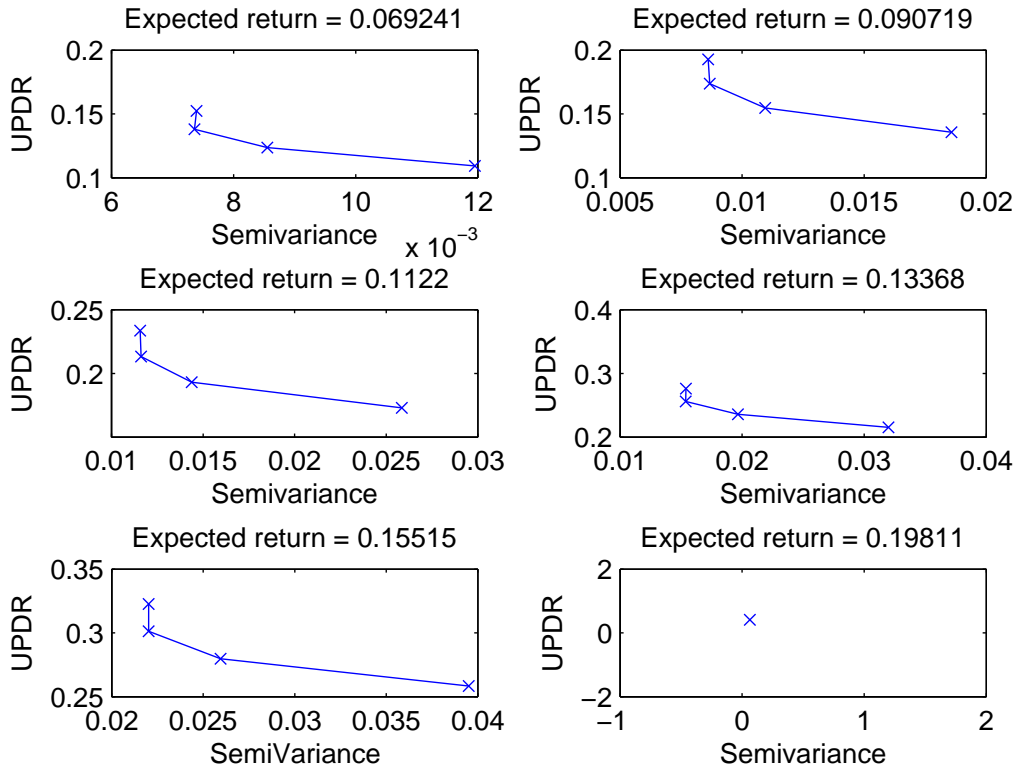 Expected return = 0.069241
0.2
0.15
0.1
UPDR
6 8 10 12
Semivariance
x 10−3
Expected return = 0.090719
0.2
0.15
0.1
UPDR
0.005 0.01 0.015 0.02
Semivariance
Expected return = 0.1122
0.25
0.2
UPDR
0.01 0.015 0.02 0.025 0.03
Semivariance
Expected return = 0.13368
0.4
0.3
0.2
UPDR
0.01 0.02 0.03 0.04
Semivariance
Expected return = 0.15515
0.35
0.3
0.25
UPDR
0.02 0.025 0.03 0.035 0.04
SemiVariance
Expected return = 0.19811
2
0
−2
UPDR
−1 0 1 2
Semivariance